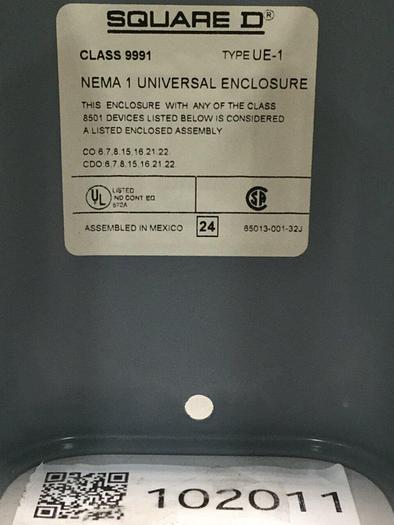 SQUARE D®
CLASS 9991 TYPE UE-1
NEMA 1 UNIVERSAL ENCLOSURE
THIS ENCLOSURE WITH ANY OF THE CLASS
8501 DEVICES LISTED BELOW IS CONSIDERED
A LISTED ENCLOSED ASSEMBLY
CO 6.7.8.15.16.21.22.
CDO 6.7.8.15.16.21.22.
UL LISTED
IND CONT EQ
572A
SA
ASSEMBLED IN MEXICO 24 65013-001-32J
102011